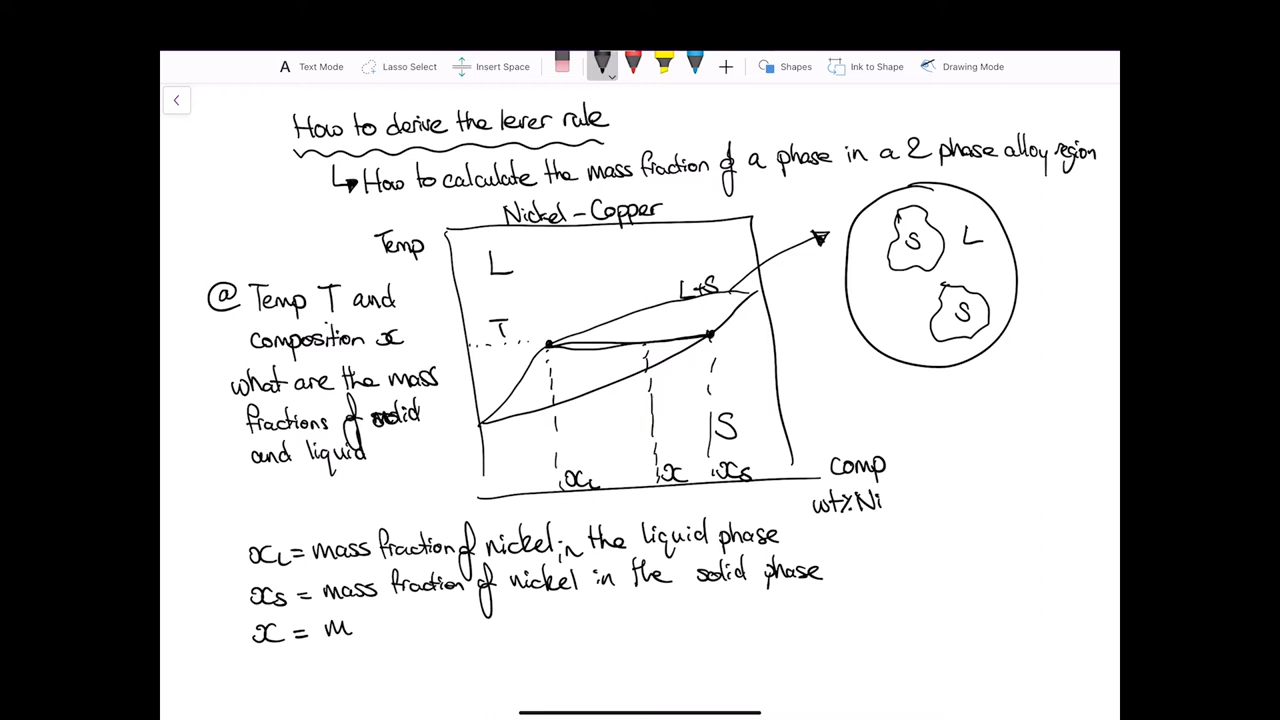 Text Mode
Lasso Select
Insert Space
Shapes
Ink to Shape
Drawing Mode
How to derive the lever rule
How to calculate the mass fraction of a phase in a 2 phase alloy region
Nickel - Copper
Temp
L
S
L
L+S
S
T
@ Temp T and
composition x
what are the mass
fractions of solid
and liquid
S
xL
x
xs
comp
wt% Ni
xL = mass fraction of nickel in the liquid phase
xs = mass fraction of nickel in the solid phase
x = m